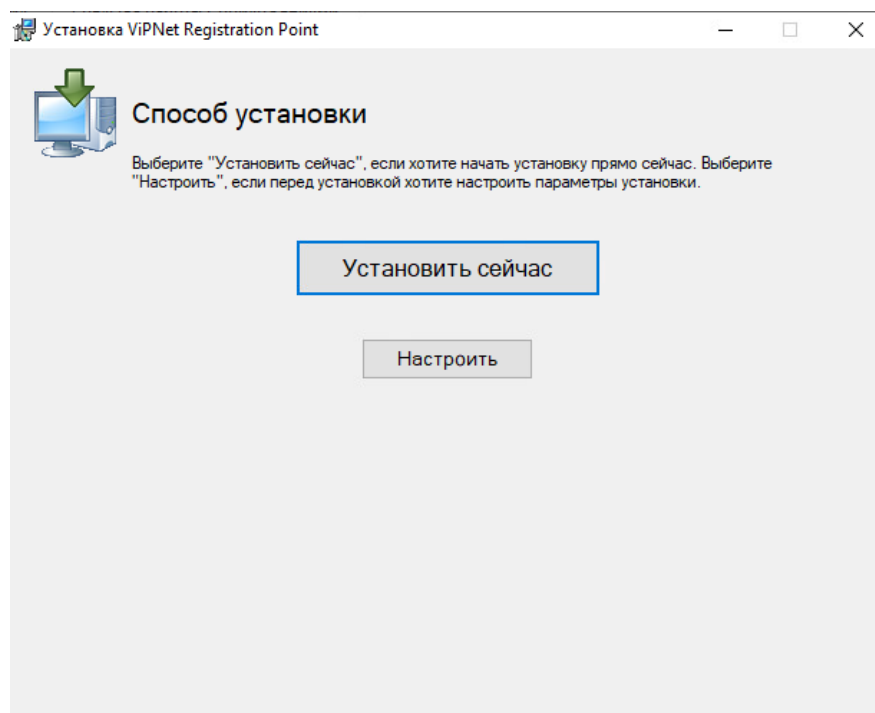 Установка ViPNet Registration Point
Способ установки
Выберите "Установить сейчас", если хотите начать установку прямо сейчас. Выберите
"Настроить", если перед установкой хотите настроить параметры установки.
Установить сейчас
Настроить